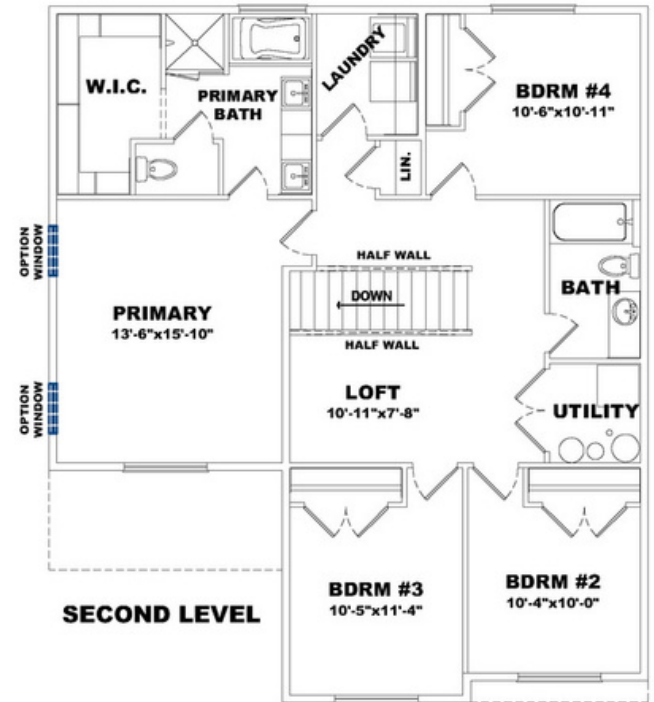 LAUNDRY
W.I.C.
PRIMARY
BATH
BDRM #4
10'-6"x10'-11"
LIN.
OPTION
WINDOW
HALF WALL
DOWN
HALF WALL
PRIMARY
13'-6"x15'-10"
BATH
OPTION
WINDOW
LOFT
10'-11"x7'-8"
UTILITY
BDRM #3
10'-5"x11'-4"
BDRM #2
10'-4"x10'-0"
SECOND LEVEL